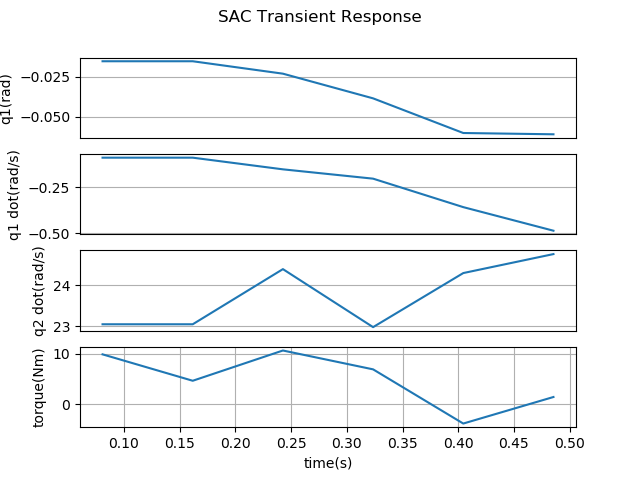 SAC Transient Response
q1(rad)
−0.025
−0.050
q1 dot(rad/s)
−0.25
−0.50
q2 dot(rad/s)
24
23
torque(Nm)
10
0
0.10 0.15 0.20 0.25 0.30 0.35 0.40 0.45 0.50
time(s)